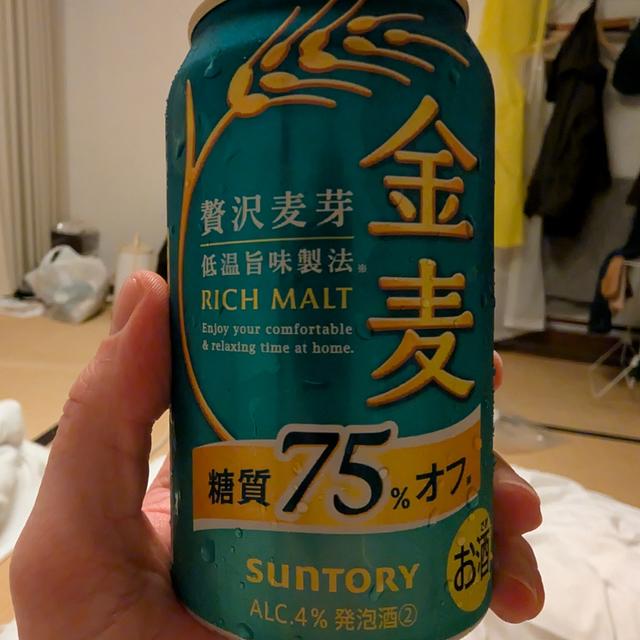 金麦
贅沢麦芽
低温旨味製法※
RICH MALT
Enjoy your comfortable
& relaxing time at home.
糖質75%オフ
お酒
SUNTORY
ALC.4% 発泡酒②